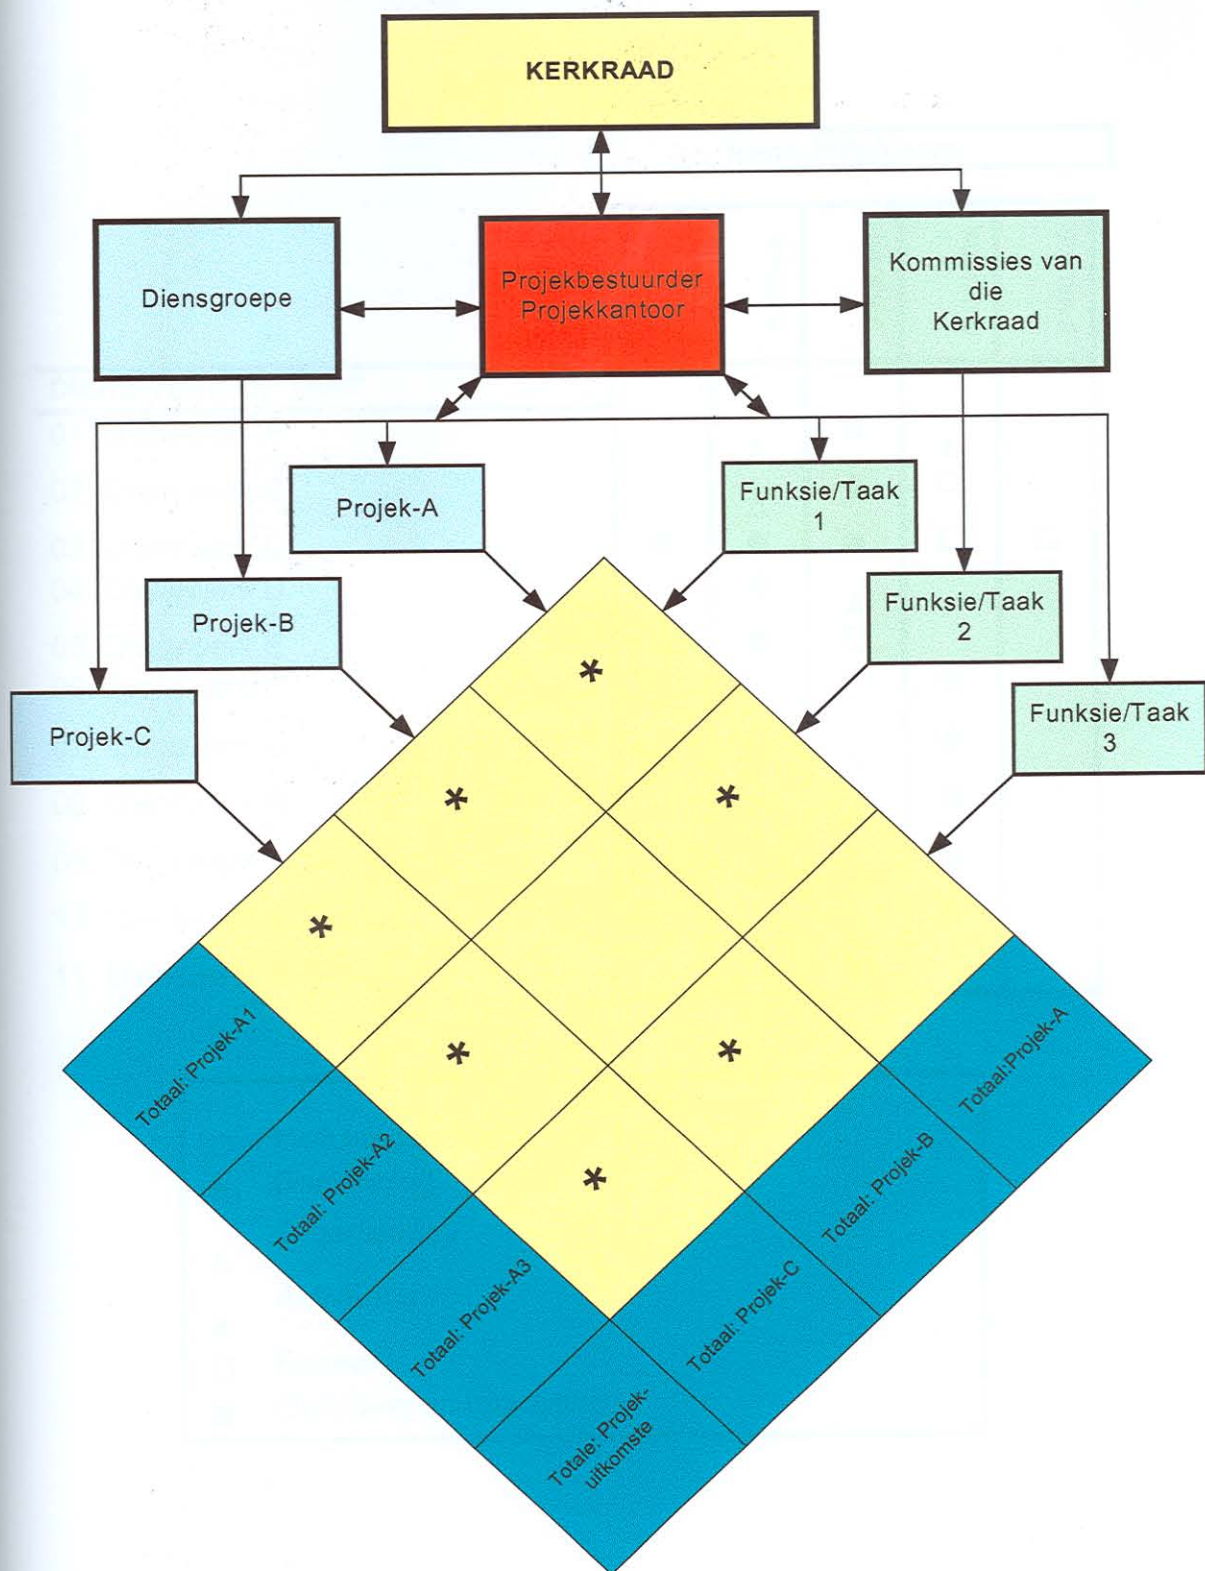 KERKRAAD
Diensgroepe
Projekbestuurder
Projekkantoor
Kommissies van
die
Kerkraad
Projek-A
Funksie/Taak
1
Projek-B
Funksie/Taak
2
Projek-C
Funksie/Taak
3
*
*
*
*
*
*
*
Totaal: Projek-A1
Totaal: Projek-A2
Totaal: Projek-A3
Totale: Projek-
uitkomste
Totaal: Projek-C
Totaal: Projek-B
Totaal:Projek-A